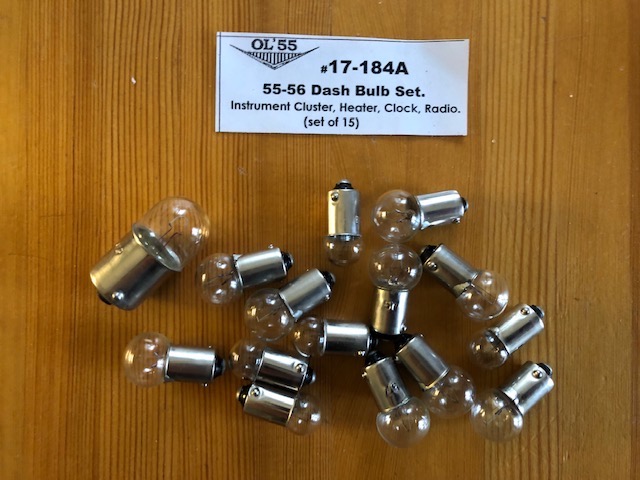 OL'55
#17-184A
55-56 Dash Bulb Set.
Instrument Cluster, Heater, Clock, Radio.
(set of 15)